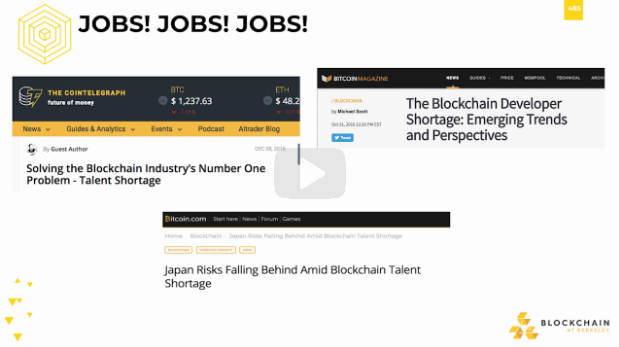 JOBS! JOBS! JOBS!
485
THE COINTELEGRAPH
future of money
BTC
$ 1,237.63
ETH
$ 48.2
News Guides & Analytics Events Podcast Altrader Blog
By Guest Author
DEC 08, 2016
Solving the Blockchain Industry's Number One
Problem - Talent Shortage
BITCOINMAGAZINE
NEWS GUIDES PRICE MEMPOOL TECHNICAL ARCHI
/ BLOCKCHAIN
by Michael Scott
Tweet
The Blockchain Developer
Shortage: Emerging Trends
and Perspectives
Bitcoin.com Start here News Forum Games
Home Blockchain Japan Risks Falling Behind Amid Blockchain Talent Shortage
Japan Risks Falling Behind Amid Blockchain Talent
Shortage
BLOCKCHAIN
AT BERKELEY